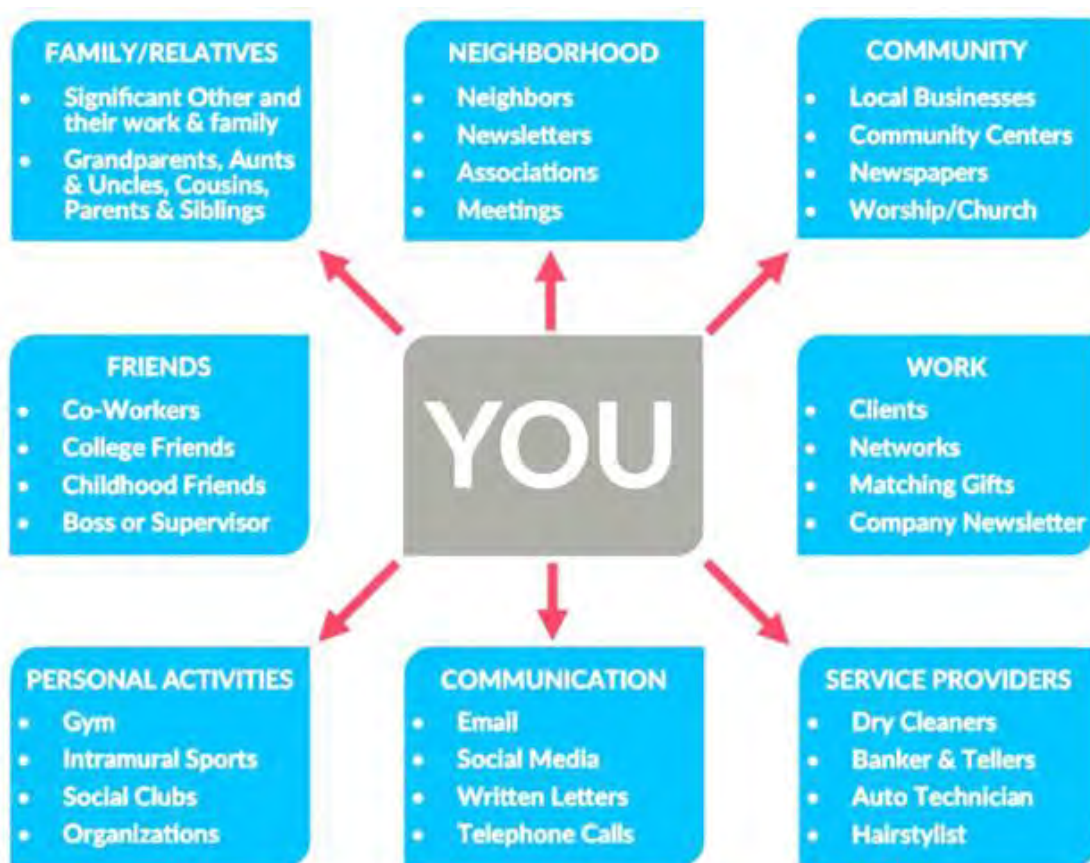 FAMILY/RELATIVES
• Significant Other and
their work & family
• Grandparents, Aunts
& Uncles, Cousins,
Parents & Siblings
NEIGHBORHOOD
• Neighbors
• Newsletters
• Associations
• Meetings
COMMUNITY
• Local Businesses
• Community Centers
• Newspapers
• Worship/Church
FRIENDS
• Co-Workers
• College Friends
• Childhood Friends
• Boss or Supervisor
YOU
WORK
• Clients
• Networks
• Matching Gifts
• Company Newsletter
PERSONAL ACTIVITIES
• Gym
• Intramural Sports
• Social Clubs
• Organizations
COMMUNICATION
• Email
• Social Media
• Written Letters
• Telephone Calls
SERVICE PROVIDERS
• Dry Cleaners
• Banker & Tellers
• Auto Technician
• Hairstylist